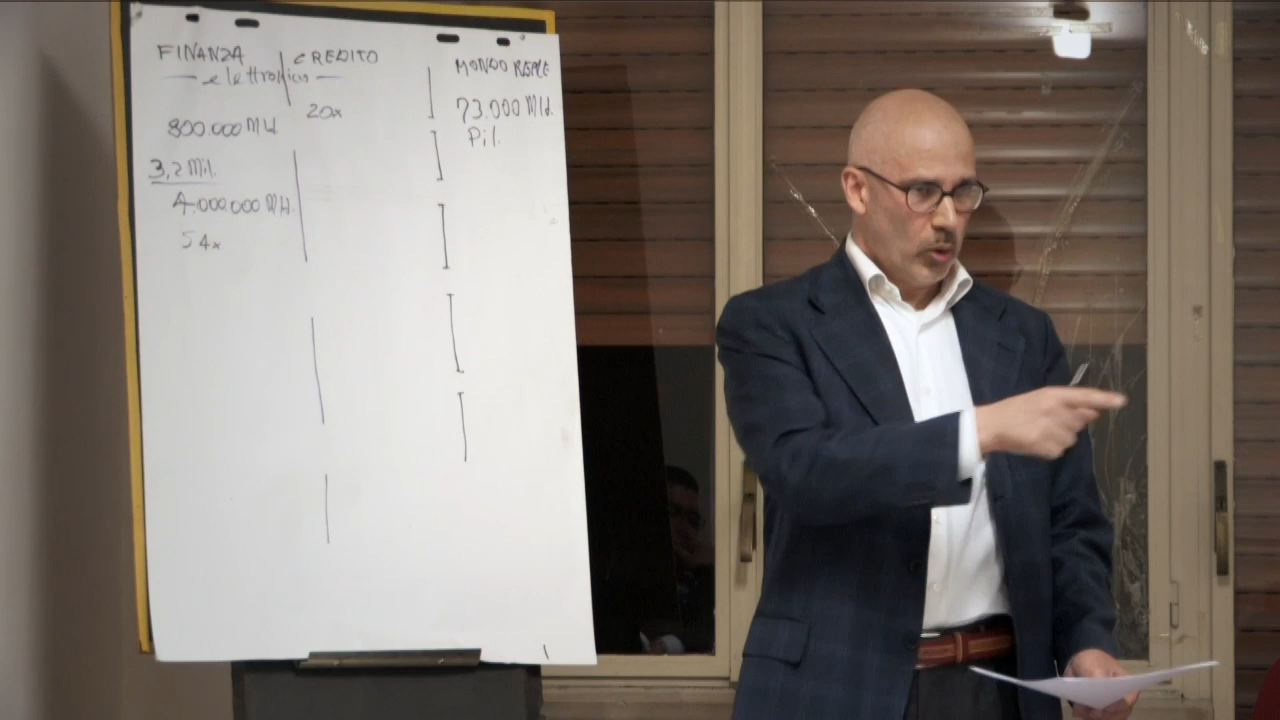 FINANZA
elettronica
800.000 Mld.
3,2 Mil.
4.000.000 Mld.
54x
CREDITO
20x
MONDO REALE
73.000 Mld.
Pil.